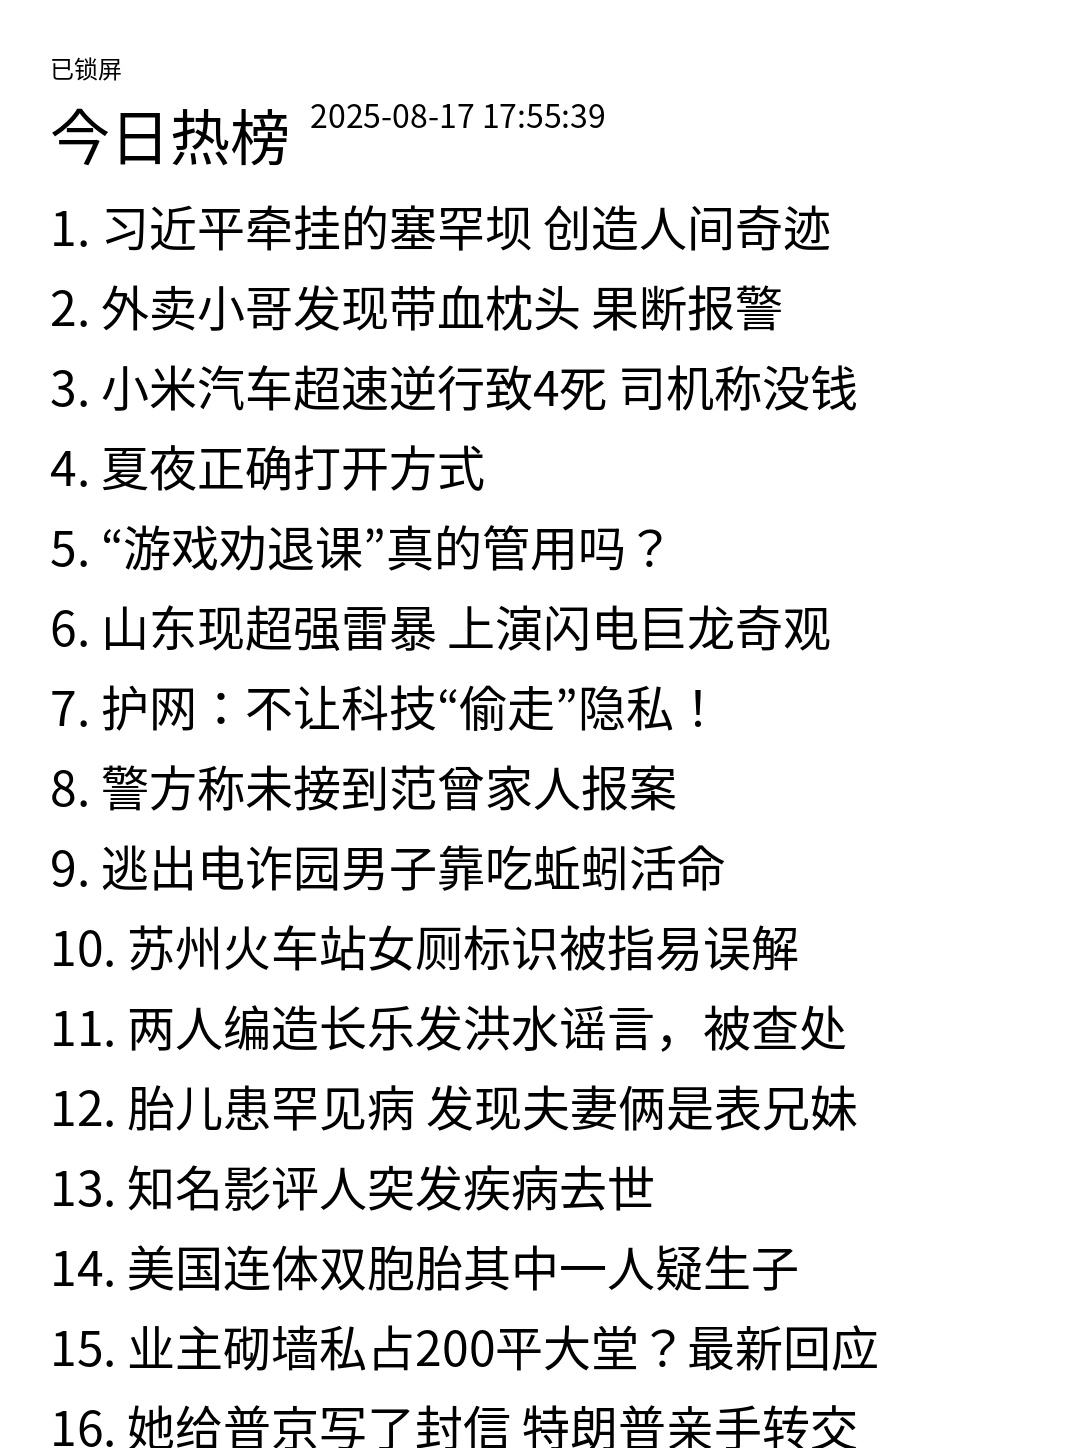 已锁屏
今日热榜 2025-08-17 17:55:39
1. 习近平牵挂的塞罕坝 创造人间奇迹
2. 外卖小哥发现带血枕头 果断报警
3. 小米汽车超速逆行致4死 司机称没钱
4. 夏夜正确打开方式
5. “游戏劝退课”真的管用吗？
6. 山东现超强雷暴 上演闪电巨龙奇观
7. 护网：不让科技“偷走”隐私！
8. 警方称未接到范曾家人报案
9. 逃出电诈园男子靠吃蚯蚓活命
10. 苏州火车站女厕标识被指易误解
11. 两人编造长乐发洪水谣言，被查处
12. 胎儿患罕见病 发现夫妻俩是表兄妹
13. 知名影评人突发疾病去世
14. 美国连体双胞胎其中一人疑生子
15. 业主砌墙私占200平大堂？最新回应
16. 她给普京写了封信 特朗普亲手转交